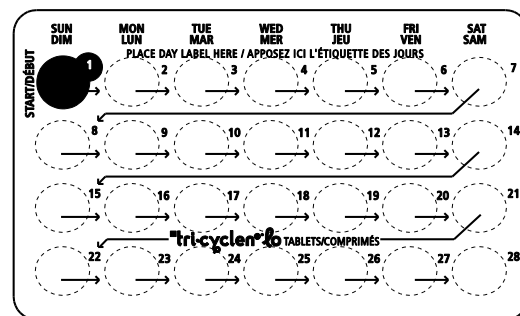 SUN MON TUE WED THU FRI SAT
DIM LUN MAR MER JEU VEN SAM
PLACE DAY LABEL HERE / APPOSEZ ICI L'ÉTIQUETTE DES JOURS
START/DÉBUT
1 2 3 4 5 6 7
8 9 10 11 12 13 14
15 16 17 18 19 20 21
tri-cyclen® lo TABLETS/COMPRIMÉS
22 23 24 25 26 27 28